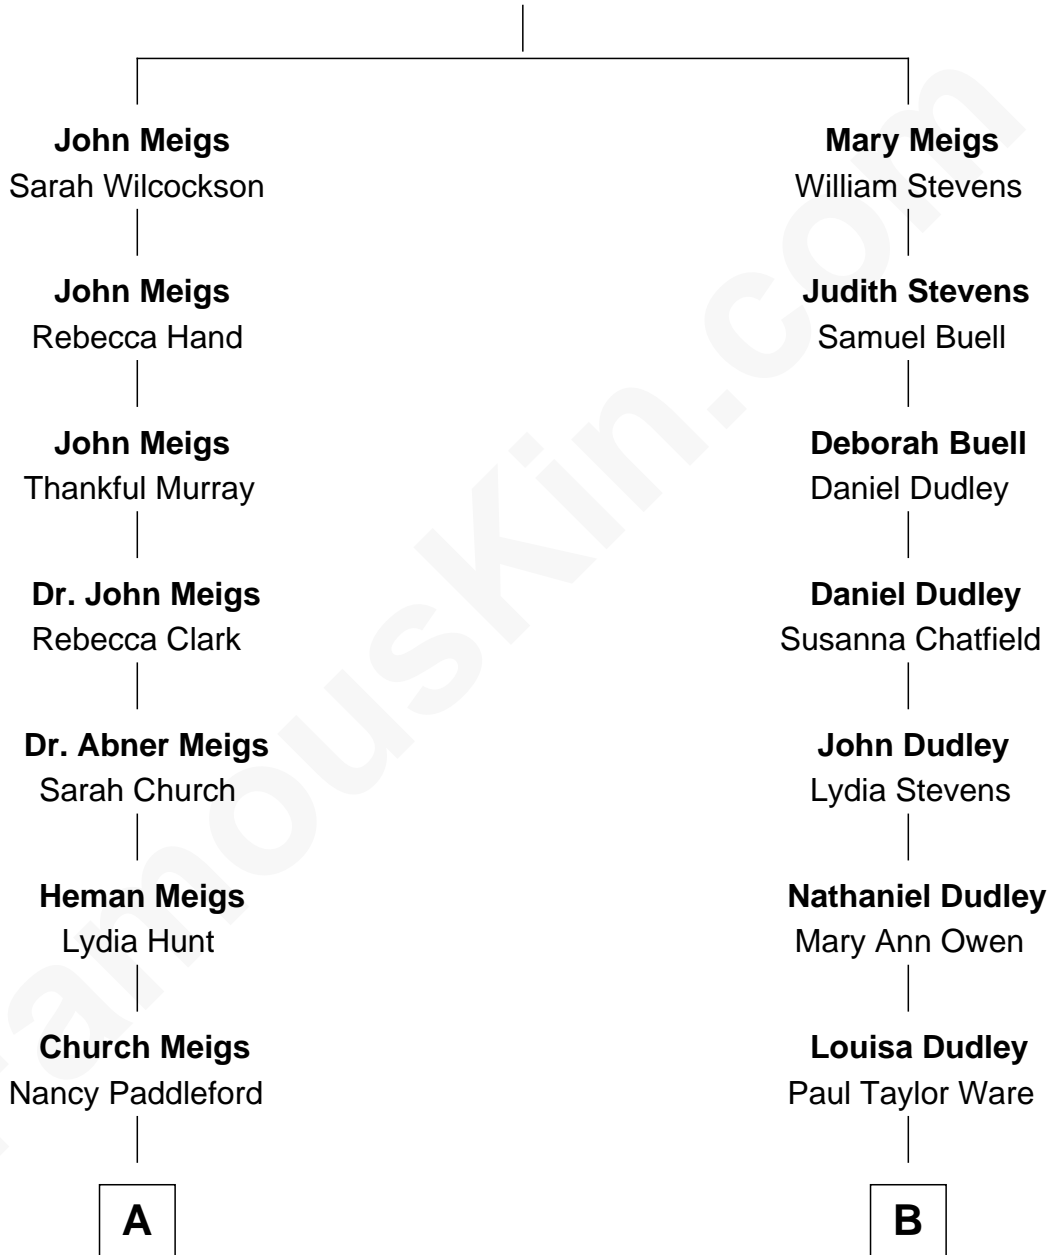 John Meigs
Sarah Wilcockson
John Meigs
Rebecca Hand
John Meigs
Thankful Murray
Dr. John Meigs
Rebecca Clark
Dr. Abner Meigs
Sarah Church
Heman Meigs
Lydia Hunt
Church Meigs
Nancy Paddleford
A
Mary Meigs
William Stevens
Judith Stevens
Samuel Buell
Deborah Buell
Daniel Dudley
Daniel Dudley
Susanna Chatfield
John Dudley
Lydia Stevens
Nathaniel Dudley
Mary Ann Owen
Louisa Dudley
Paul Taylor Ware
B
FamousKin.com